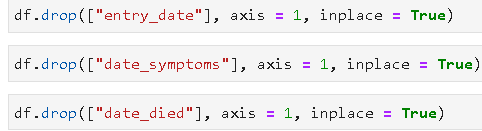 df.drop(["entry_date"], axis = 1, inplace = True)
df.drop(["date_symptoms"], axis = 1, inplace = True)
df.drop(["date_died"], axis = 1, inplace = True)